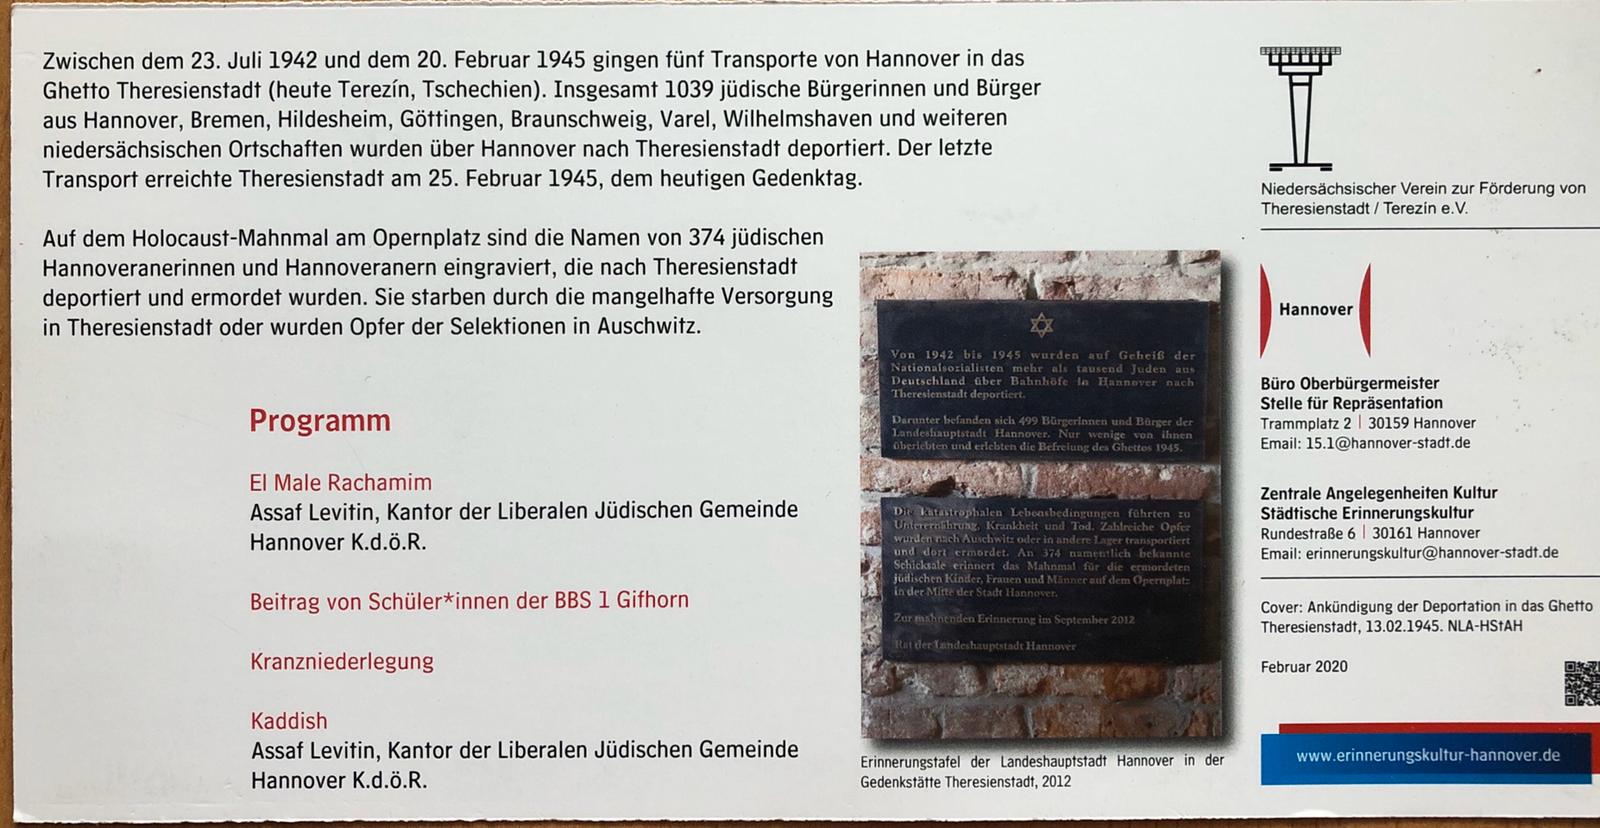 Zwischen dem 23. Juli 1942 und dem 20. Februar 1945 gingen fünf Transporte von Hannover in das
Ghetto Theresienstadt (heute Terezín, Tschechien). Insgesamt 1039 jüdische Bürgerinnen und Bürger
aus Hannover, Bremen, Hildesheim, Göttingen, Braunschweig, Varel, Wilhelmshaven und weiteren
niedersächsischen Ortschaften wurden über Hannover nach Theresienstadt deportiert. Der letzte
Transport erreichte Theresienstadt am 25. Februar 1945, dem heutigen Gedenktag.
Auf dem Holocaust-Mahnmal am Opernplatz sind die Namen von 374 jüdischen
Hannoveranerinnen und Hannoveranern eingraviert, die nach Theresienstadt
deportiert und ermordet wurden. Sie starben durch die mangelhafte Versorgung
in Theresienstadt oder wurden Opfer der Selektionen in Auschwitz.
Programm
El Male Rachamim
Assaf Levitin, Kantor der Liberalen Jüdischen Gemeinde
Hannover K.d.ö.R.
Beitrag von Schüler*innen der BBS 1 Gifhorn
Kranzniederlegung
Kaddish
Assaf Levitin, Kantor der Liberalen Jüdischen Gemeinde
Hannover K.d.ö.R.
Von 1942 bis 1945 wurden auf Geheiß der
Nationalsozialisten mehr als tausend Juden aus
Deutschland über Bahnhöfe in Hannover nach
Theresienstadt deportiert.
Darunter befanden sich 499 Bürgerinnen und Bürger der
Landeshauptstadt Hannover. Nur wenige von ihnen
überlebten und erlebten die Befreiung des Ghettos 1945.
Die katastrophalen Lebensbedingungen führten zu
Unterernährung, Krankheit und Tod. Zahlreiche Opfer
wurden nach Auschwitz oder in andere Lager transportiert
und dort ermordet. An 374 namentlich bekannte
Schicksale erinnert das Mahnmal für die ermordeten
jüdischen Kinder, Frauen und Männer auf dem Opernplatz
in der Mitte der Stadt Hannover.
Zur mahnenden Erinnerung im September 2012
Rat der Landeshauptstadt Hannover
Erinnerungstafel der Landeshauptstadt Hannover in der
Gedenkstätte Theresienstadt, 2012
Niedersächsischer Verein zur Förderung von
Theresienstadt / Terezín e.V.
Hannover
Büro Oberbürgermeister
Stelle für Repräsentation
Trammplatz 2 | 30159 Hannover
Email: 15.1@hannover-stadt.de
Zentrale Angelegenheiten Kultur
Städtische Erinnerungskultur
Rundestraße 6 | 30161 Hannover
Email: erinnerungskultur@hannover-stadt.de
Cover: Ankündigung der Deportation in das Ghetto
Theresienstadt, 13.02.1945. NLA-HStAH
Februar 2020
www.erinnerungskultur-hannover.de